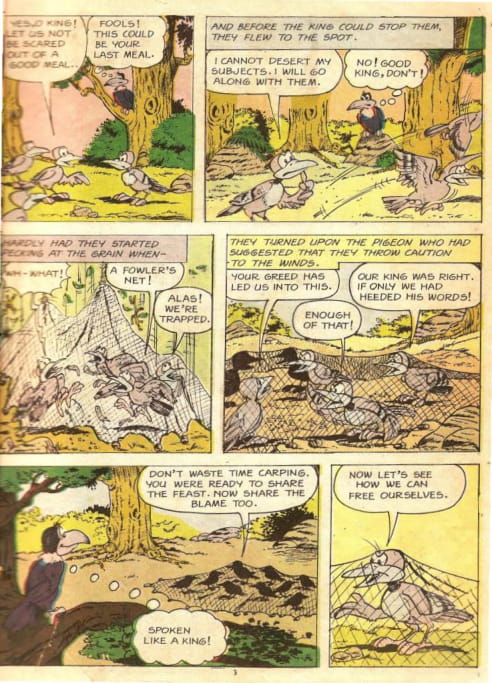 YES, O KING!
LET US NOT
BE SCARED
OUT OF A
GOOD MEAL..
FOOLS!
THIS COULD
BE YOUR
LAST MEAL.
AND BEFORE THE KING COULD STOP THEM,
THEY FLEW TO THE SPOT.
I CANNOT DESERT MY
SUBJECTS. I WILL GO
ALONG WITH THEM.
NO! GOOD
KING, DON'T!
HARDLY HAD THEY STARTED
PECKING AT THE GRAIN WHEN—
WH-WHAT!
A FOWLER'S
NET!
ALAS!
WE'RE
TRAPPED.
THEY TURNED UPON THE PIGEON WHO HAD
SUGGESTED THAT THEY THROW CAUTION
TO THE WINDS.
YOUR GREED HAS
LED US INTO THIS.
ENOUGH
OF THAT!
OUR KING WAS RIGHT.
IF ONLY WE HAD
HEEDED HIS WORDS!
DON'T WASTE TIME CARPING.
YOU WERE READY TO SHARE
THE FEAST. NOW SHARE THE
BLAME TOO.
SPOKEN
LIKE A KING!
NOW LET'S SEE
HOW WE CAN
FREE OURSELVES.
3